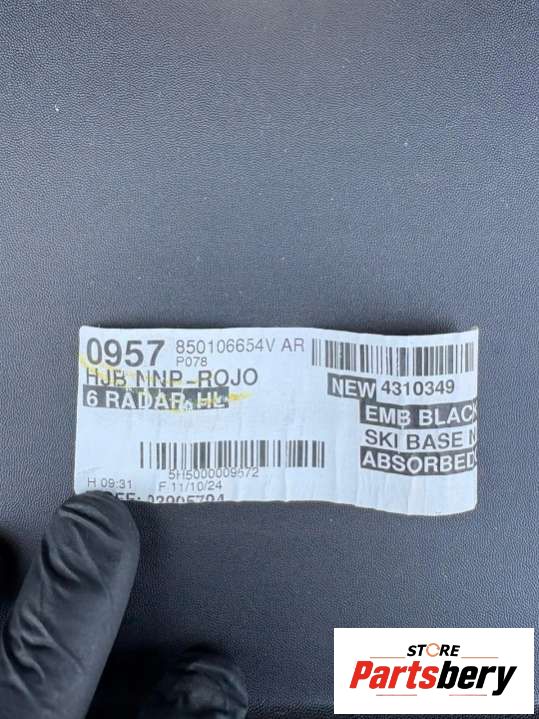 0957 850106654V AR
P078
HJB NNP-ROJO
6 RADAR HL
NEW 4310349
EMB BLACK
SKI BASE N
ABSORBED
5H5000009572
H 09:31 F 11/10/24
STORE
Partsbery